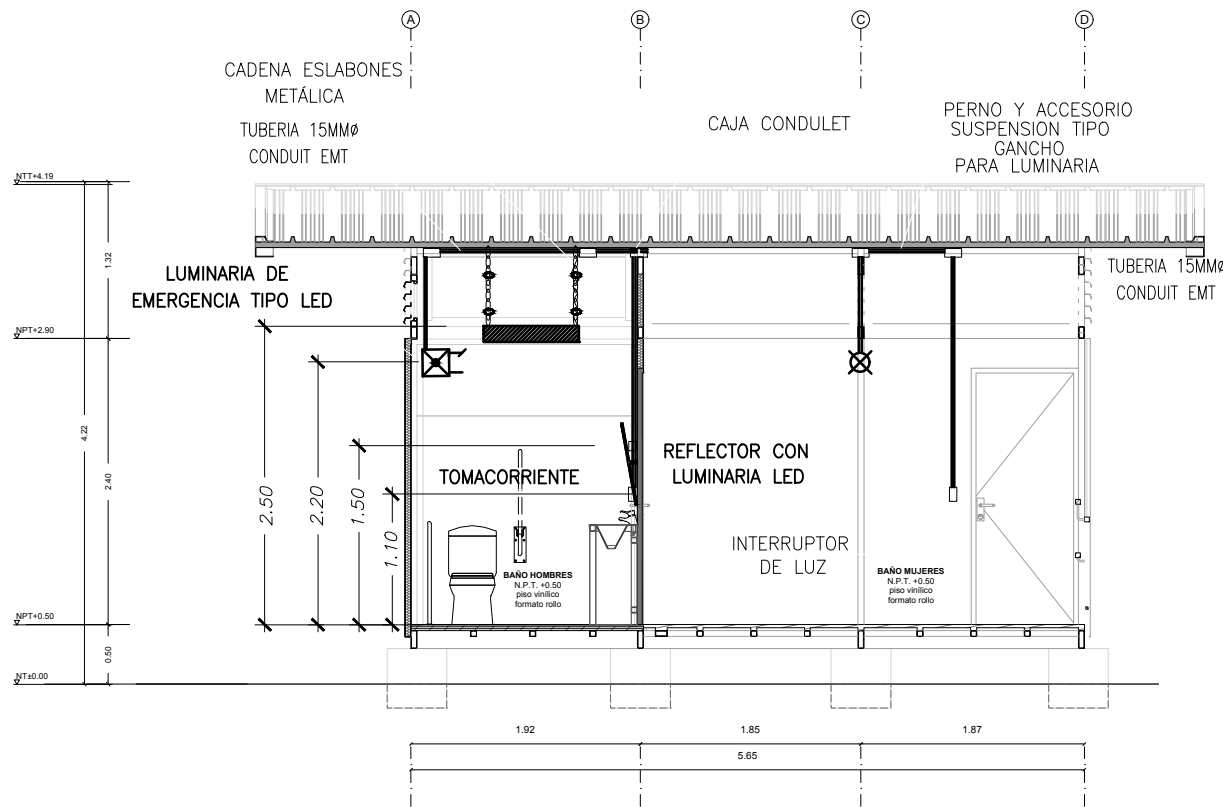 A
B
C
D
CADENA ESLABONES
METÁLICA
TUBERIA 15MMØ
CONDUIT EMT
CAJA CONDULET
PERNO Y ACCESORIO
SUSPENSION TIPO
GANCHO
PARA LUMINARIA
NTT+4.19
LUMINARIA DE
EMERGENCIA TIPO LED
TUBERIA 15MMØ
CONDUIT EMT
NPT+2.90
1.32
4.22
2.40
2.50
2.20
1.50
1.10
TOMACORRIENTE
REFLECTOR CON
LUMINARIA LED
INTERRUPTOR
DE LUZ
BAÑO HOMBRES
N.P.T. +0.50
piso vinílico
formato rollo
BAÑO MUJERES
N.P.T. +0.50
piso vinílico
formato rollo
NPT+0.50
0.50
NT±0.00
1.92
1.85
1.87
5.65